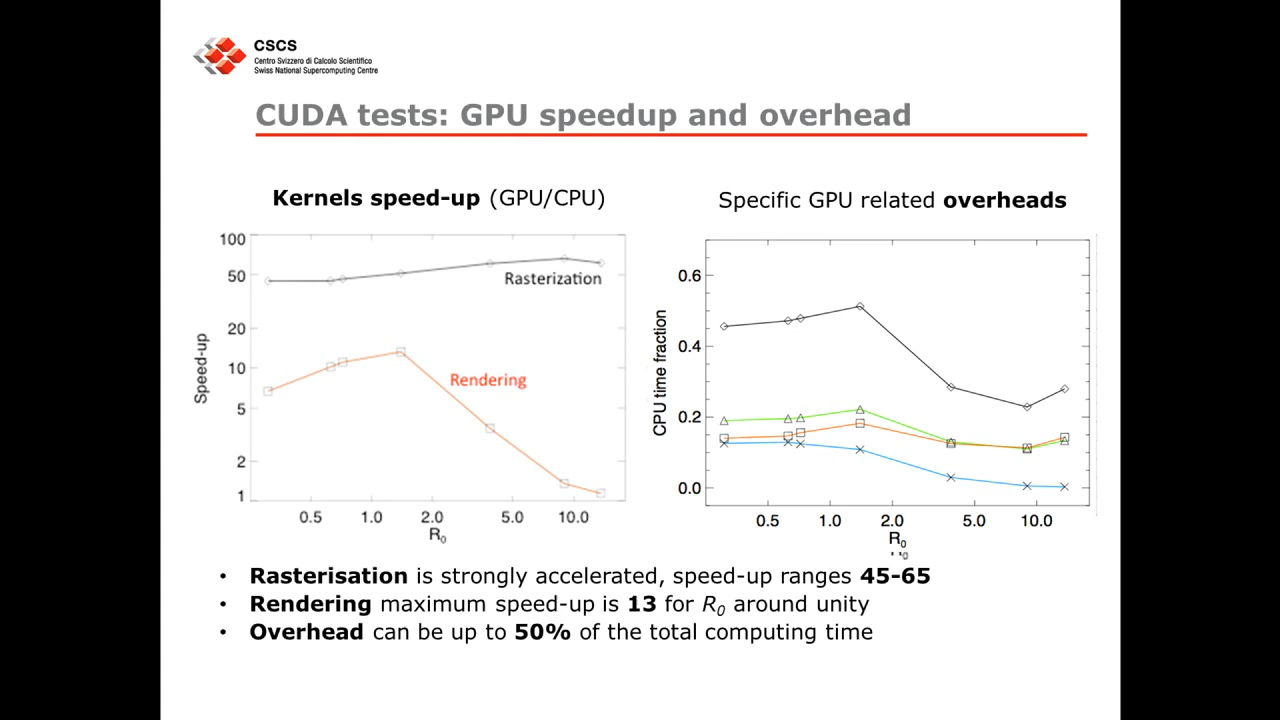 CSCS
Centro Svizzero di Calcolo Scientifico
Swiss National Supercomputing Centre
CUDA tests: GPU speedup and overhead
Kernels speed-up (GPU/CPU)
100
50
20
10
5
2
1
Speed-up
Rasterization
Rendering
0.5 1.0 2.0 5.0 10.0
R0
Specific GPU related overheads
0.6
0.4
0.2
0.0
CPU time fraction
0.5 1.0 2.0 5.0 10.0
R0
• Rasterisation is strongly accelerated, speed-up ranges 45-65
• Rendering maximum speed-up is 13 for R0 around unity
• Overhead can be up to 50% of the total computing time